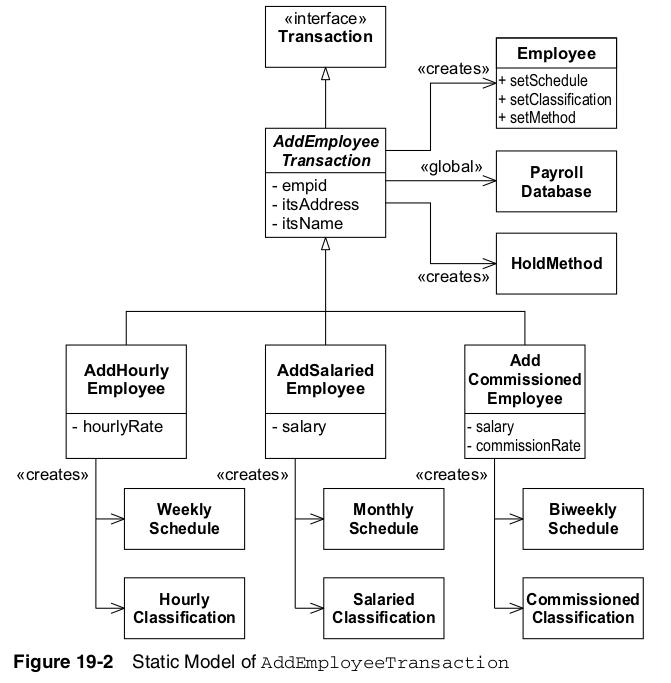 «interface»
Transaction
Employee
+ setSchedule
+ setClassification
+ setMethod
«creates»
AddEmployee
Transaction
- empid
- itsAddress
- itsName
«global»
Payroll
Database
HoldMethod
«creates»
AddHourly
Employee
- hourlyRate
AddSalaried
Employee
- salary
Add
Commissioned
Employee
- salary
- commissionRate
«creates»
Weekly
Schedule
Hourly
Classification
«creates»
Monthly
Schedule
Salaried
Classification
«creates»
Biweekly
Schedule
Commissioned
Classification
Figure 19-2 Static Model of AddEmployeeTransaction